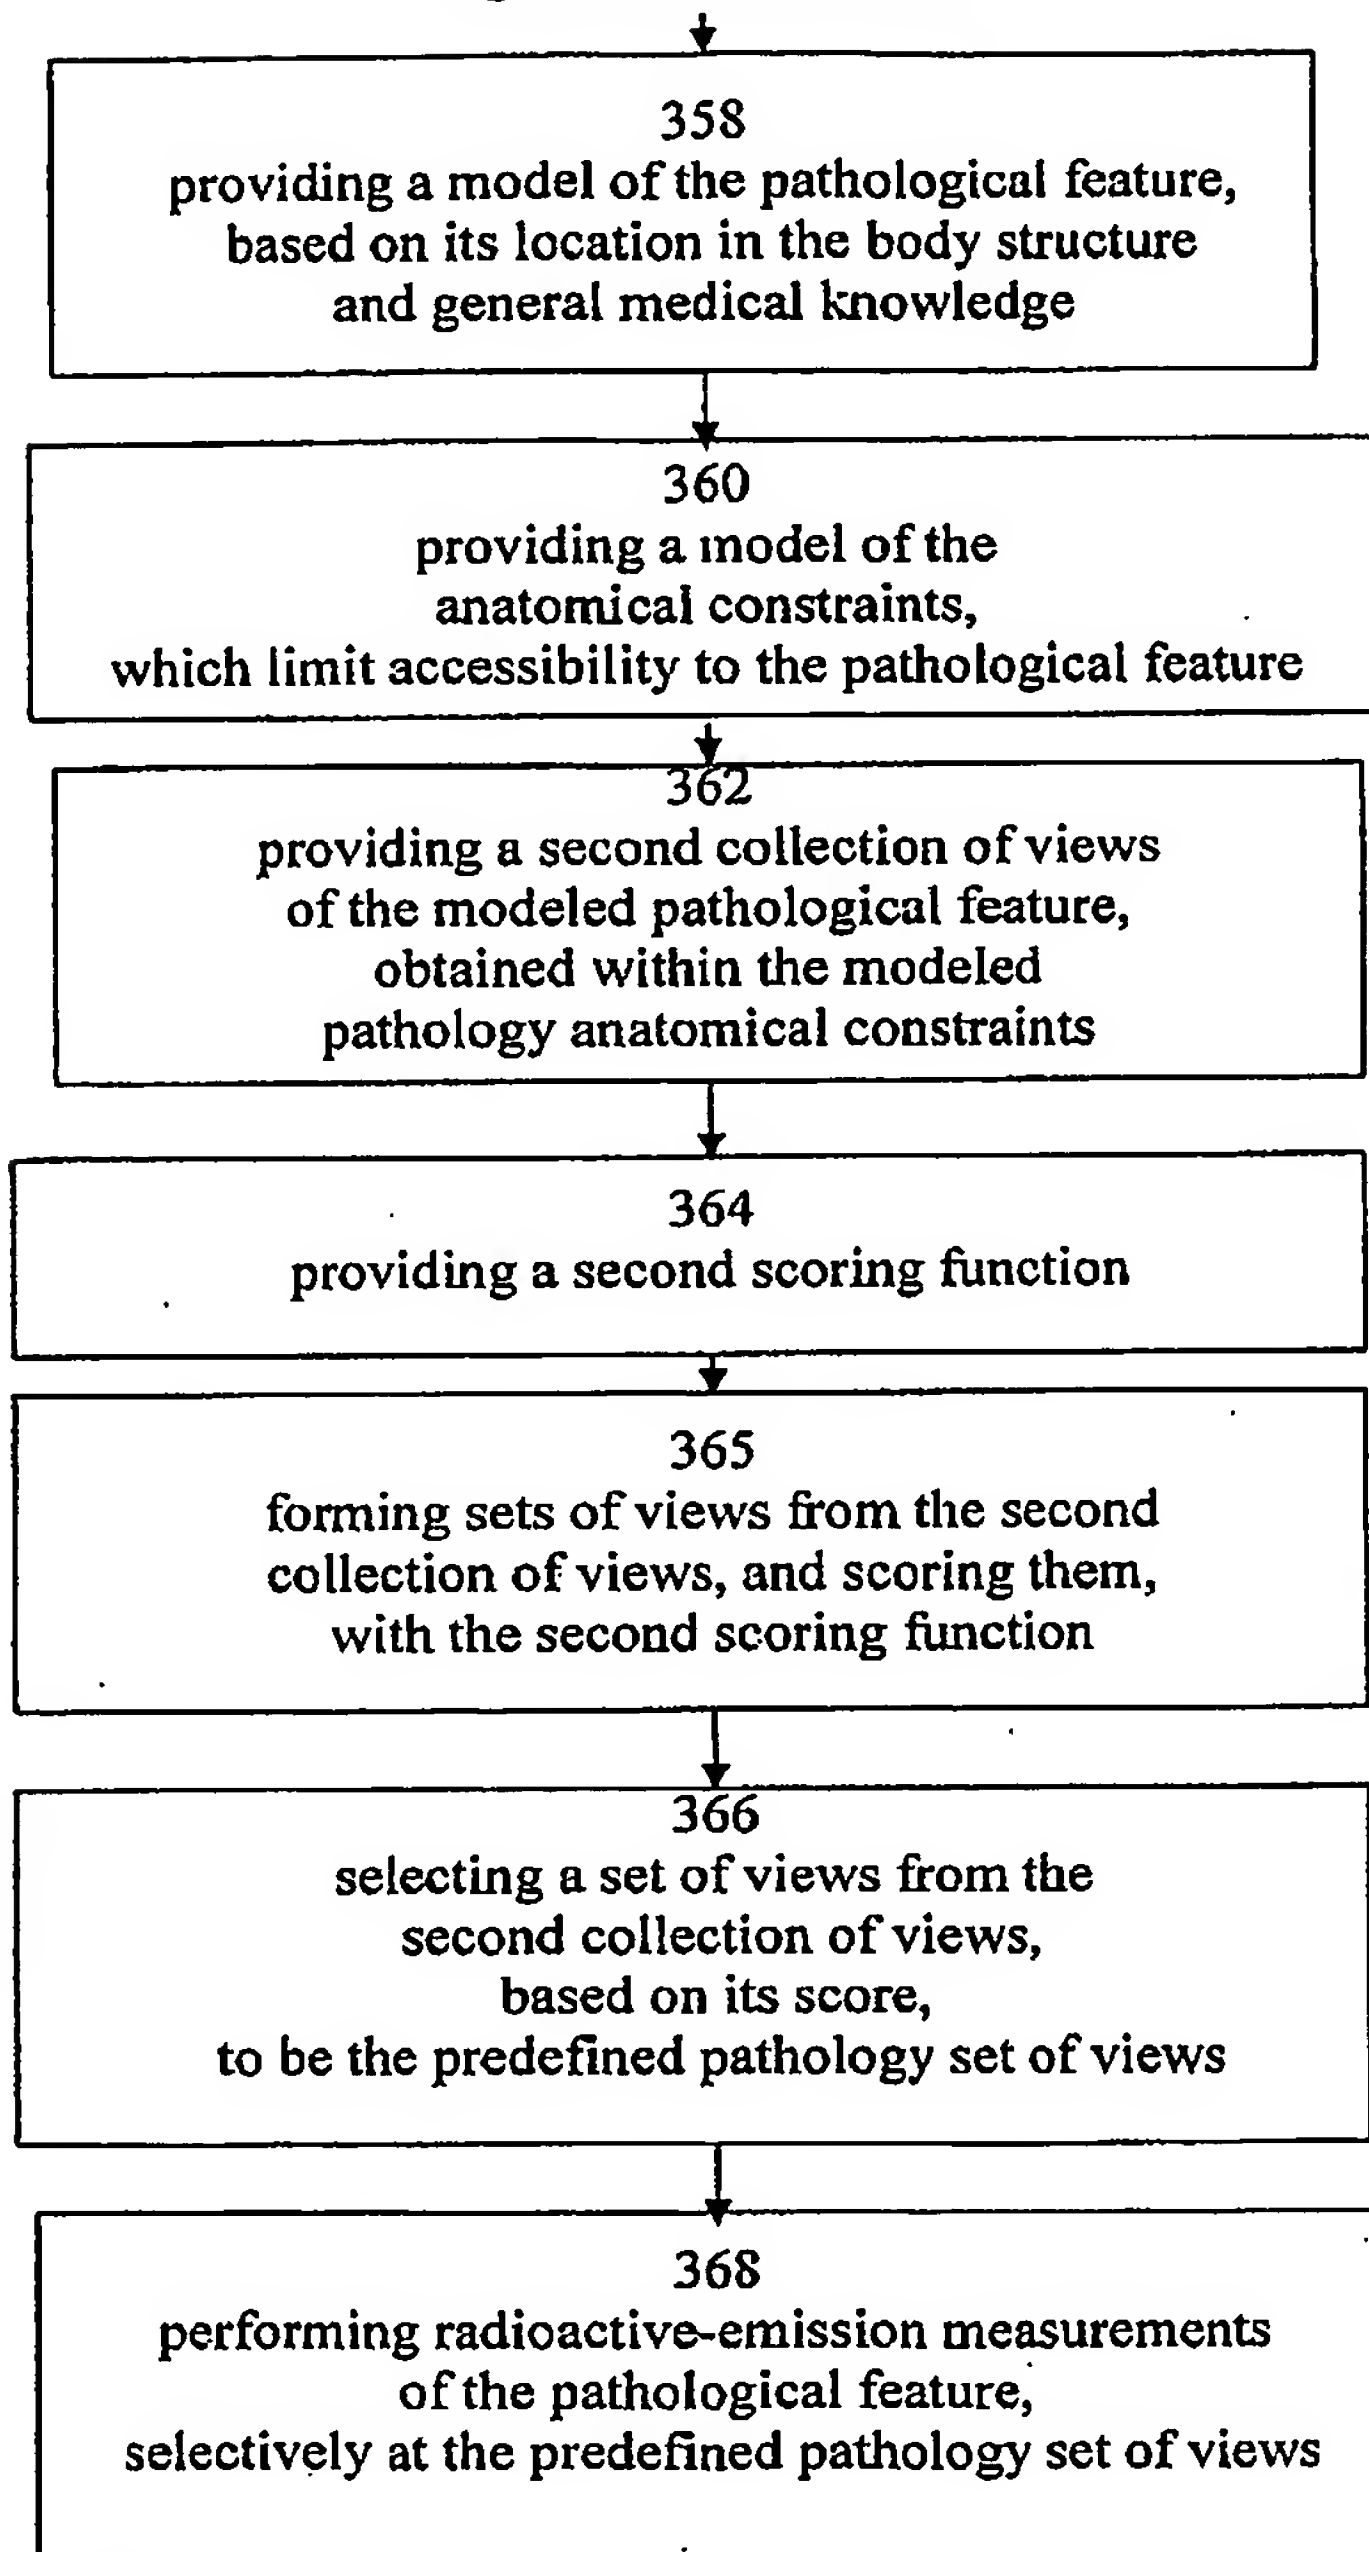 358
providing a model of the pathological feature,
based on its location in the body structure
and general medical knowledge
360
providing a model of the
anatomical constraints,
which limit accessibility to the pathological feature
362
providing a second collection of views
of the modeled pathological feature,
obtained within the modeled
pathology anatomical constraints
364
providing a second scoring function
365
forming sets of views from the second
collection of views, and scoring them,
with the second scoring function
366
selecting a set of views from the
second collection of views,
based on its score,
to be the predefined pathology set of views
368
performing radioactive-emission measurements
of the pathological feature,
selectively at the predefined pathology set of views